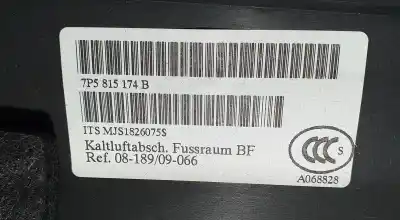 7P5 815 174 B
ITS MJS1826075S
Kaltluftabsch. Fussraum BF
Ref. 08-189/09-066
CCC S
A068828